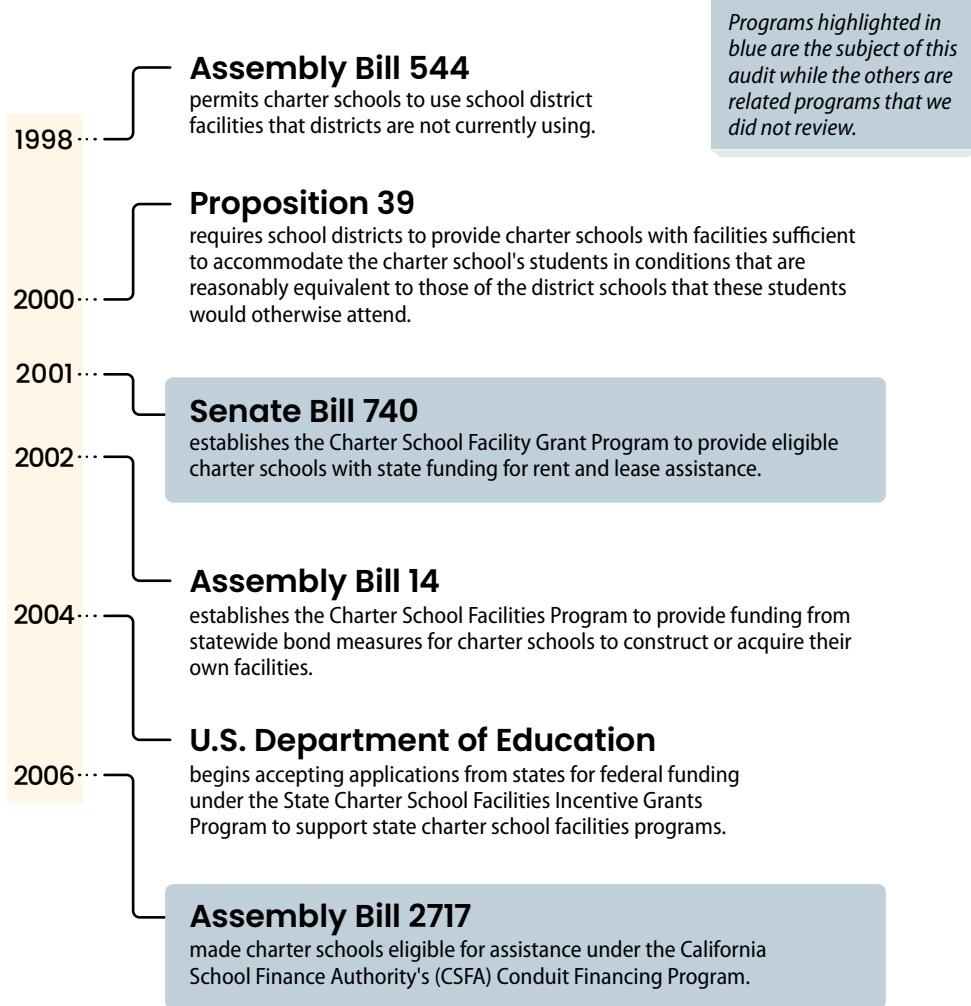 Programs highlighted in
blue are the subject of this
audit while the others are
related programs that we
did not review.
1998
Assembly Bill 544
permits charter schools to use school district
facilities that districts are not currently using.
2000
Proposition 39
requires school districts to provide charter schools with facilities sufficient
to accommodate the charter school's students in conditions that are
reasonably equivalent to those of the district schools that these students
would otherwise attend.
2001
Senate Bill 740
establishes the Charter School Facility Grant Program to provide eligible
charter schools with state funding for rent and lease assistance.
2002
Assembly Bill 14
establishes the Charter School Facilities Program to provide funding from
statewide bond measures for charter schools to construct or acquire their
own facilities.
2004
U.S. Department of Education
begins accepting applications from states for federal funding
under the State Charter School Facilities Incentive Grants
Program to support state charter school facilities programs.
2006
Assembly Bill 2717
made charter schools eligible for assistance under the California
School Finance Authority's (CSFA) Conduit Financing Program.